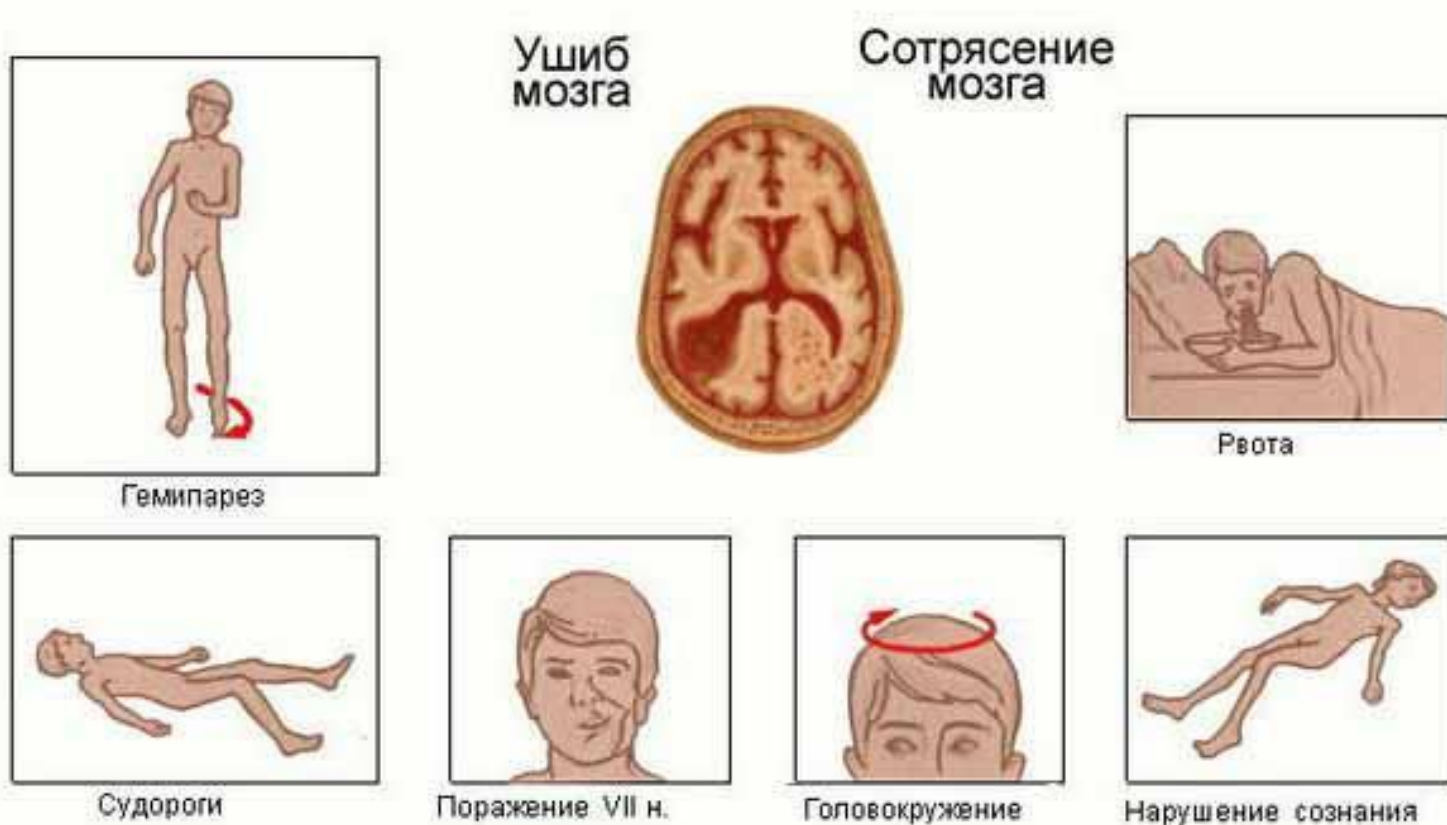 Ушиб
мозга
Сотрясение
мозга
Гемипарез
Рвота
Судороги
Поражение VII н.
Головокружение
Нарушение сознания